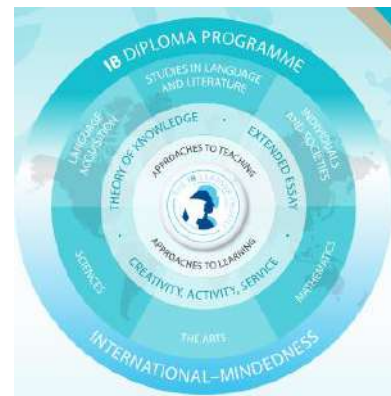 IB DIPLOMA PROGRAMME
STUDIES IN LANGUAGE
AND LITERATURE
LANGUAGE
ACQUISITION
INDIVIDUALS
AND SOCIETIES
THEORY OF KNOWLEDGE
EXTENDED ESSAY
APPROACHES TO TEACHING
APPROACHES TO LEARNING
CREATIVITY, ACTIVITY, SERVICE
SCIENCES
MATHEMATICS
THE ARTS
INTERNATIONAL-MINDEDNESS